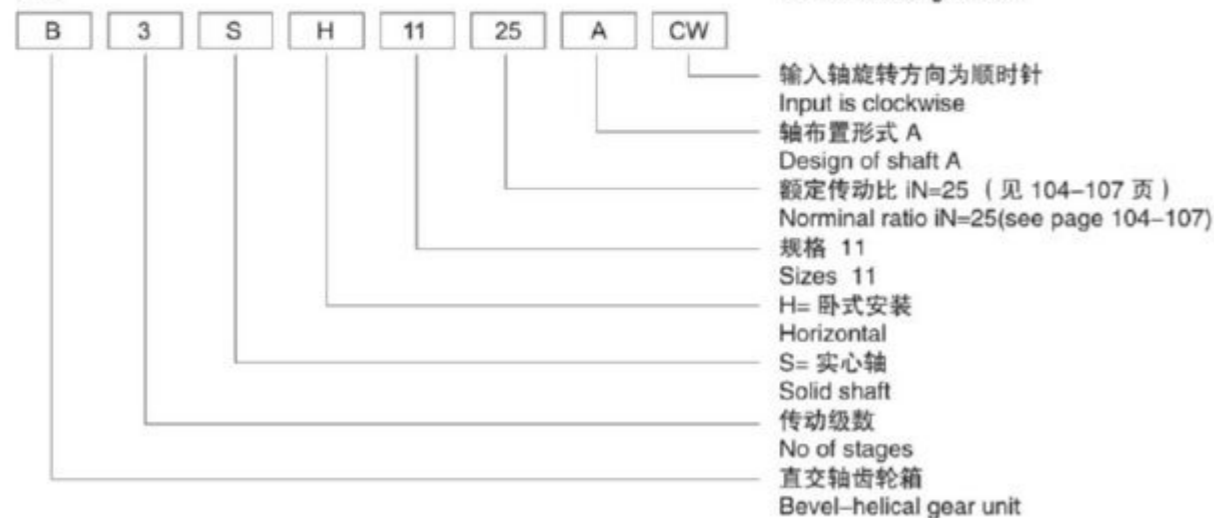 B 3 S H 11 25 A CW
输入轴旋转方向为顺时针
Input is clockwise
轴布置形式 A
Design of shaft A
额定传动比 iN=25 （见 104–107 页）
Norminal ratio iN=25(see page 104–107)
规格 11
Sizes 11
H= 卧式安装
Horizontal
S= 实心轴
Solid shaft
传动级数
No of stages
直交轴齿轮箱
Bevel–helical gear unit